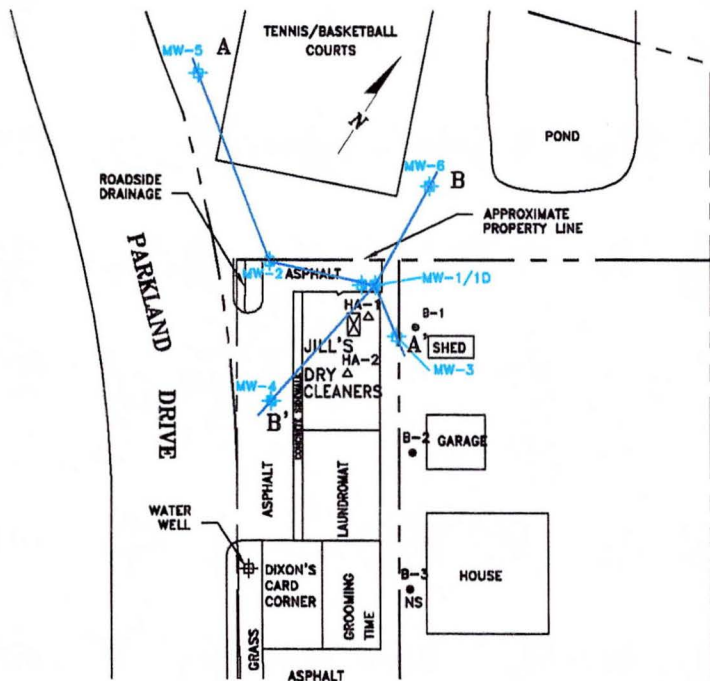 TENNIS/BASKETBALL
COURTS
MW-5
A
N
POND
MW-6
B
ROADSIDE
DRAINAGE
APPROXIMATE
PROPERTY LINE
PARKLAND DRIVE
MW-2
ASPHALT
MW-1/1D
HA-1
B-1
JILL'S
DRY
CLEANERS
HA-2
A'
SHED
MW-3
MW-4
B'
CONCRETE SIDEWALK
B-2
GARAGE
ASPHALT
LAUNDROMAT
WATER
WELL
DIXON'S
CARD
CORNER
GROOMING
TIME
B-3
NS
HOUSE
GRASS
ASPHALT